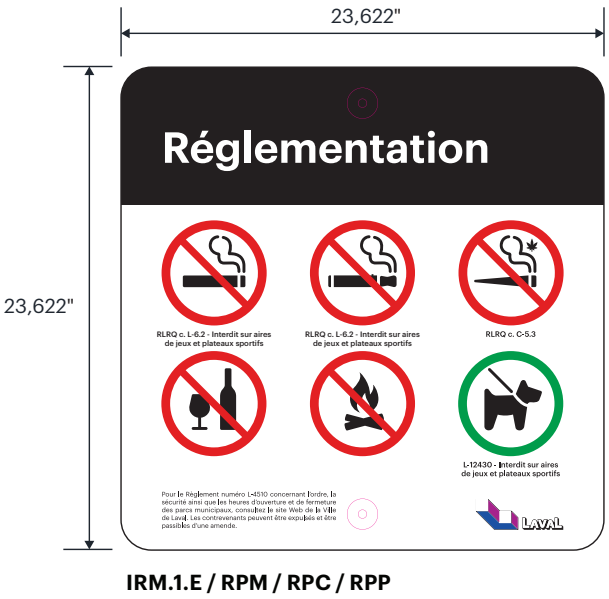 23,622"
23,622"
Réglementation
RLRQ c. L-6.2 - Interdit sur aires
de jeux et plateaux sportifs
RLRQ c. L-6.2 - Interdit sur aires
de jeux et plateaux sportifs
RLRQ c. C-5.3
L-12430 - Interdit sur aires
de jeux et plateaux sportifs
Pour le Règlement numéro L-4510 concernant l'ordre, la
sécurité ainsi que les heures d'ouverture et de fermeture
des parcs municipaux, consultez le site Web de la Ville
de Laval. Les contrevenants peuvent être expulsés et être
passibles d'une amende.
LAVAL
IRM.1.E / RPM / RPC / RPP